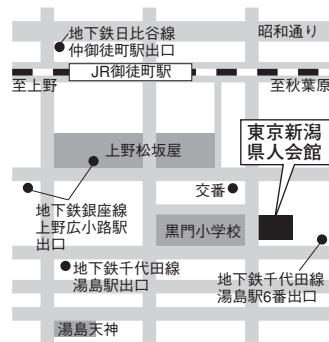 地下鉄日比谷線
仲御徒町駅出口
昭和通り
JR御徒町駅
至上野
至秋葉原
東京新潟
県人会館
上野松坂屋
交番
地下鉄銀座線
上野広小路駅
出口
黒門小学校
地下鉄千代田線
湯島駅出口
地下鉄千代田線
湯島駅6番出口
湯島天神